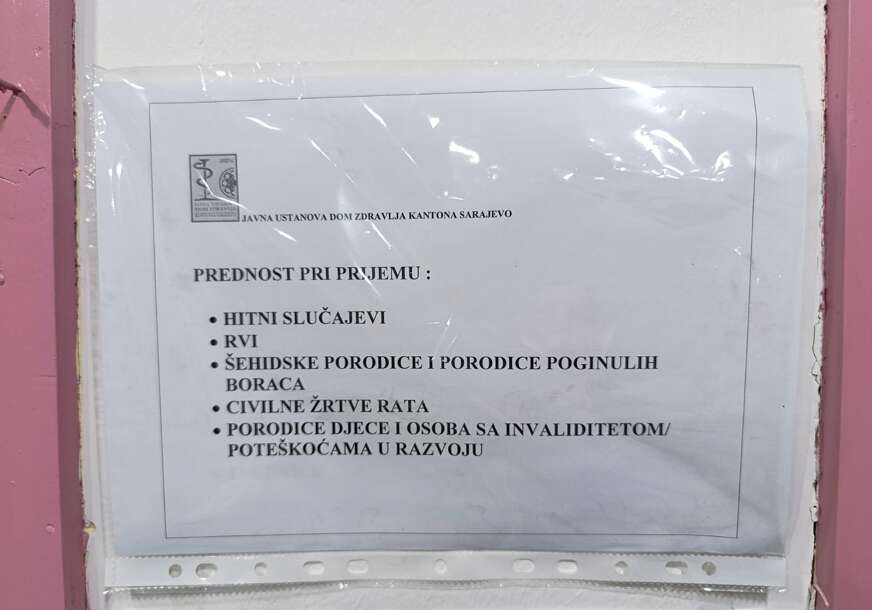 JAVNA USTANOVA DOM ZDRAVLJA KANTONA SARAJEVO
PREDNOST PRI PRIJEMU :
• HITNI SLUČAJEVI
• RVI
• ŠEHIDSKE PORODICE I PORODICE POGINULIH
BORACA
• CIVILNE ŽRTVE RATA
• PORODICE DJECE I OSOBA SA INVALIDITETOM/
POTEŠKOĆAMA U RAZVOJU